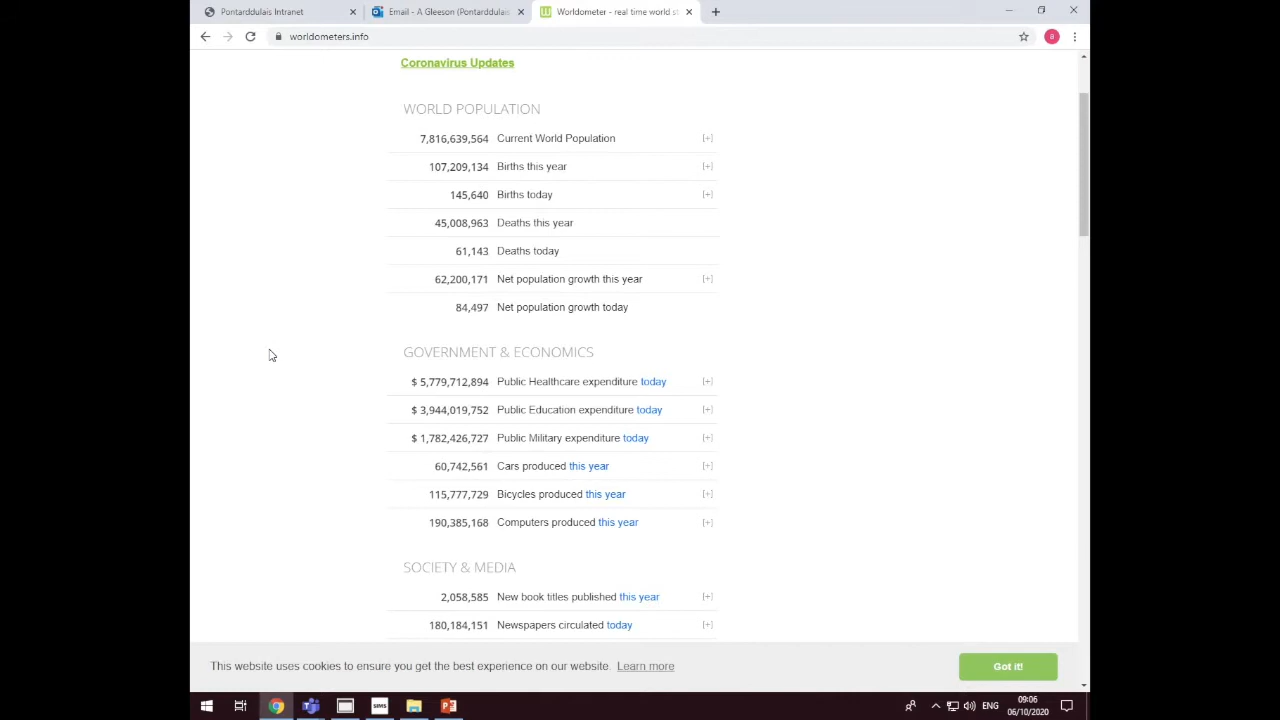 Pontarddulais Intranet
Email - A Gleeson (Pontarddulais
Worldometer - real time world st
worldometers.info
a
Coronavirus Updates
WORLD POPULATION
7,816,639,564 Current World Population [+]
107,209,134 Births this year [+]
145,640 Births today [+]
45,008,963 Deaths this year
61,143 Deaths today
62,200,171 Net population growth this year [+]
84,497 Net population growth today
GOVERNMENT & ECONOMICS
$ 5,779,712,894 Public Healthcare expenditure today [+]
$ 3,944,019,752 Public Education expenditure today [+]
$ 1,782,426,727 Public Military expenditure today [+]
60,742,561 Cars produced this year [+]
115,777,729 Bicycles produced this year [+]
190,385,168 Computers produced this year [+]
SOCIETY & MEDIA
2,058,585 New book titles published this year [+]
180,184,151 Newspapers circulated today [+]
This website uses cookies to ensure you get the best experience on our website. Learn more
Got it!
SIMS
ENG
09:06
06/10/2020